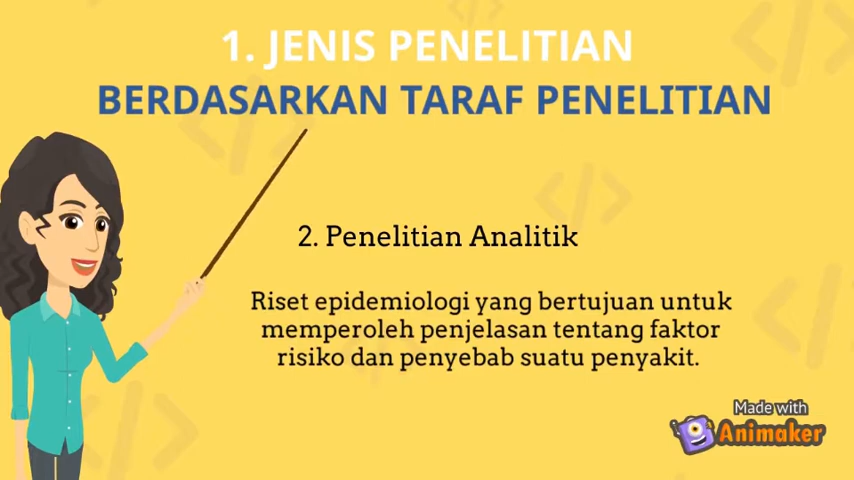 1. JENIS PENELITIAN
BERDASARKAN TARAF PENELITIAN
2. Penelitian Analitik
Riset epidemiologi yang bertujuan untuk
memperoleh penjelasan tentang faktor
risiko dan penyebab suatu penyakit.
Made with
Animaker